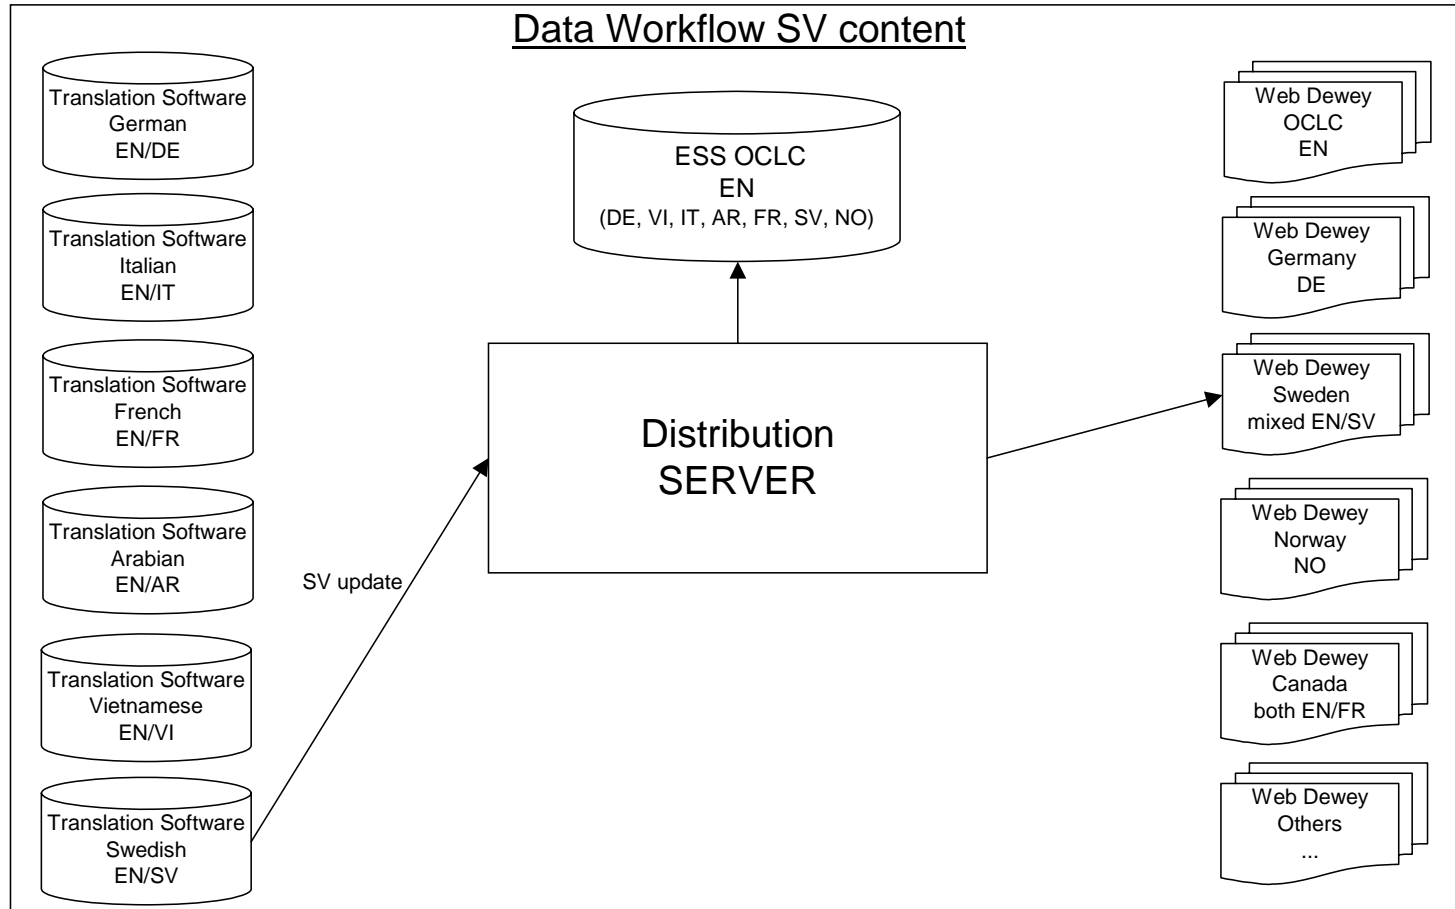 Data Workflow SV content
Translation Software
German
EN/DE
Translation Software
Italian
EN/IT
Translation Software
French
EN/FR
Translation Software
Arabian
EN/AR
Translation Software
Vietnamese
EN/VI
Translation Software
Swedish
EN/SV
SV update
ESS OCLC
EN
(DE, VI, IT, AR, FR, SV, NO)
Distribution
SERVER
Web Dewey
OCLC
EN
Web Dewey
Germany
DE
Web Dewey
Sweden
mixed EN/SV
Web Dewey
Norway
NO
Web Dewey
Canada
both EN/FR
Web Dewey
Others
...